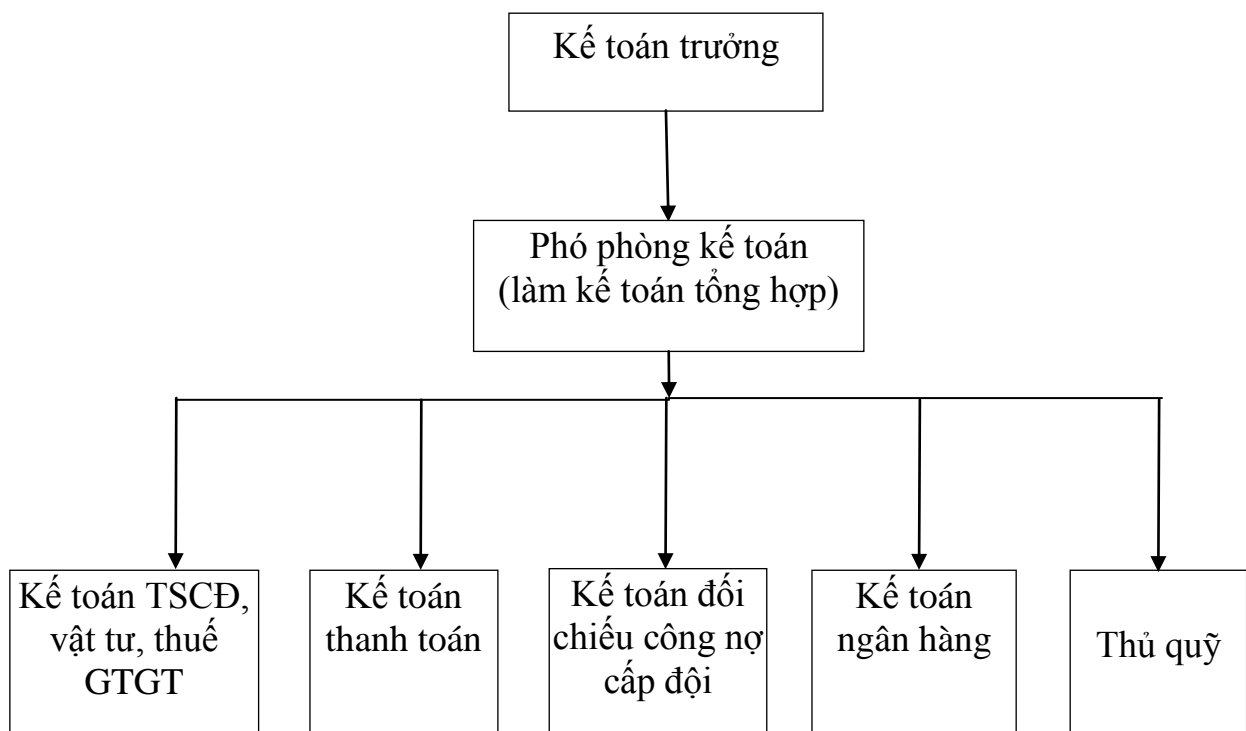 Kế toán trưởng
Phó phòng kế toán
(làm kế toán tổng hợp)
Kế toán TSCĐ,
vật tư, thuế
GTGT
Kế toán
thanh toán
Kế toán đối
chiếu công nợ
cấp đội
Kế toán
ngân hàng
Thủ quỹ